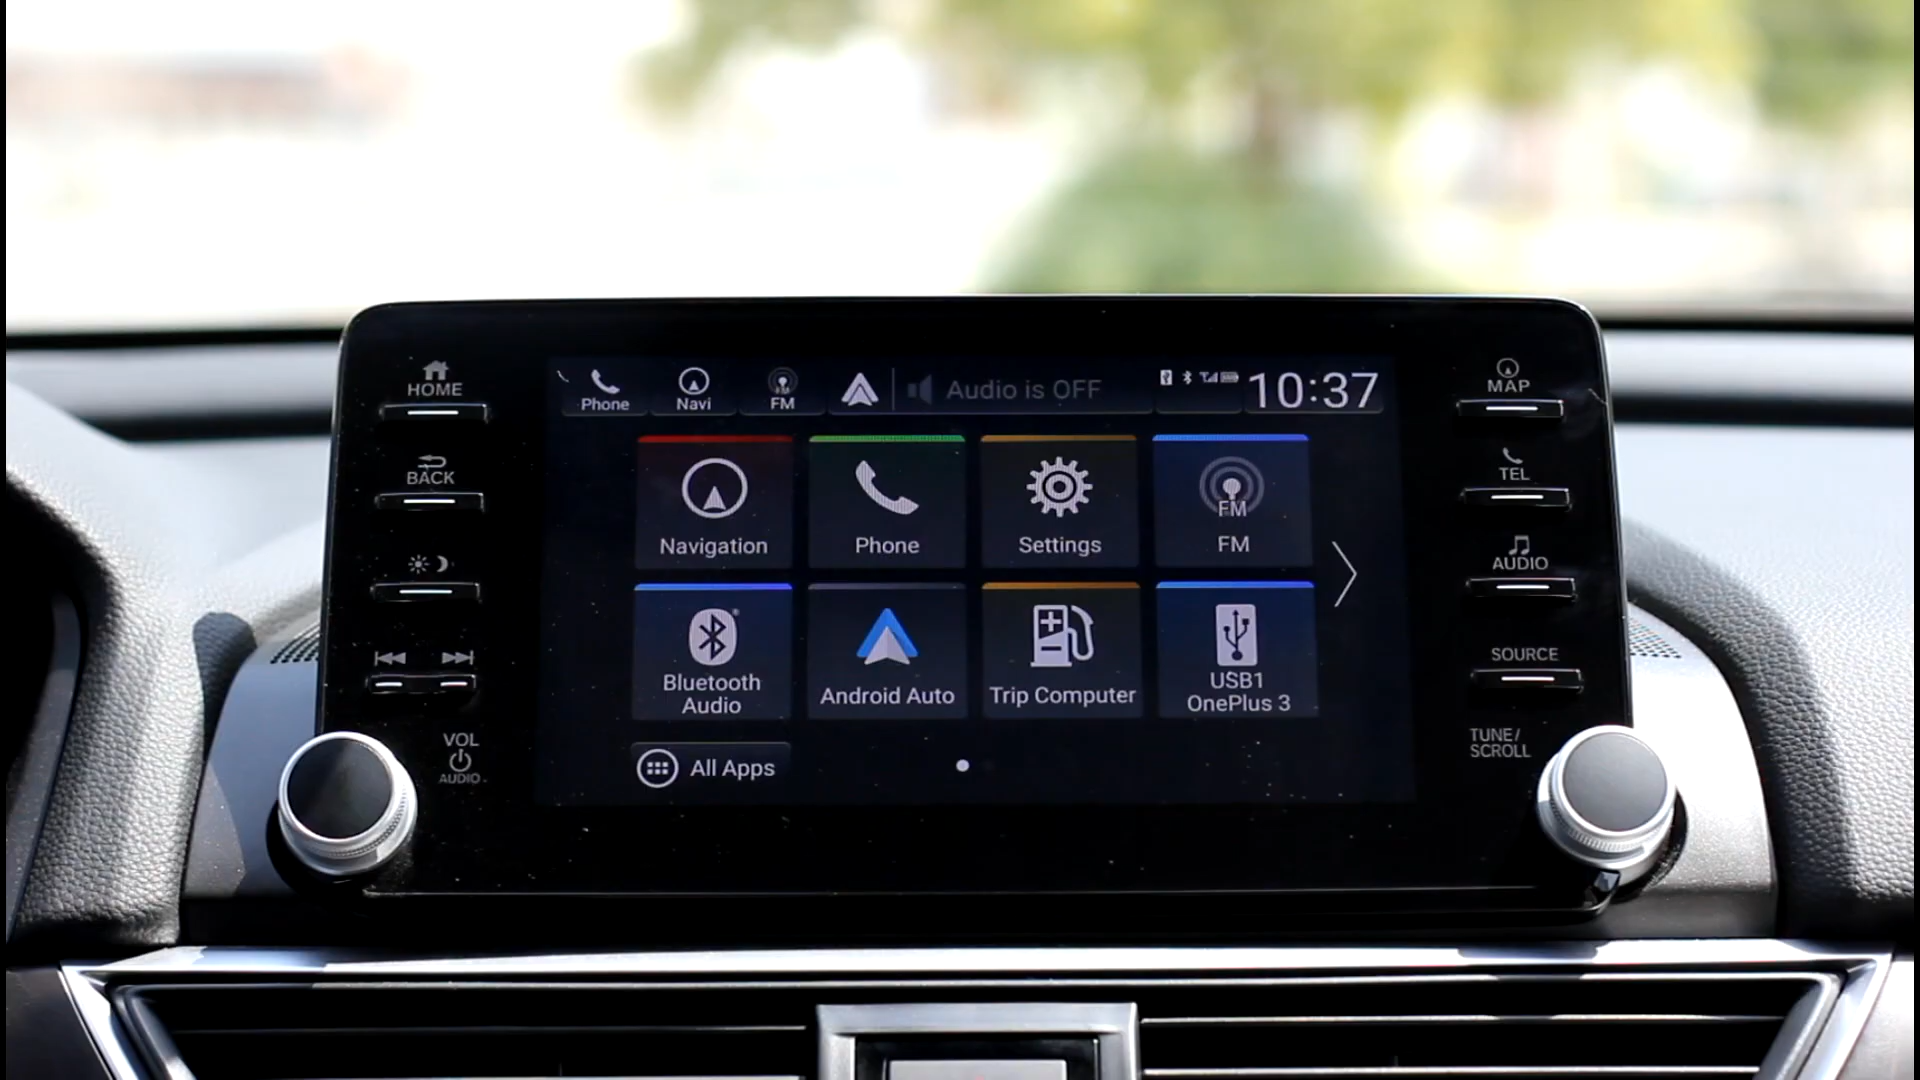 HOME
BACK
VOL
AUDIO
Phone
Navi
FM
FM
Audio is OFF
10:37
Navigation
Phone
Settings
FM
FM
Bluetooth
Audio
Android Auto
Trip Computer
USB1
OnePlus 3
All Apps
MAP
TEL
AUDIO
SOURCE
TUNE/
SCROLL